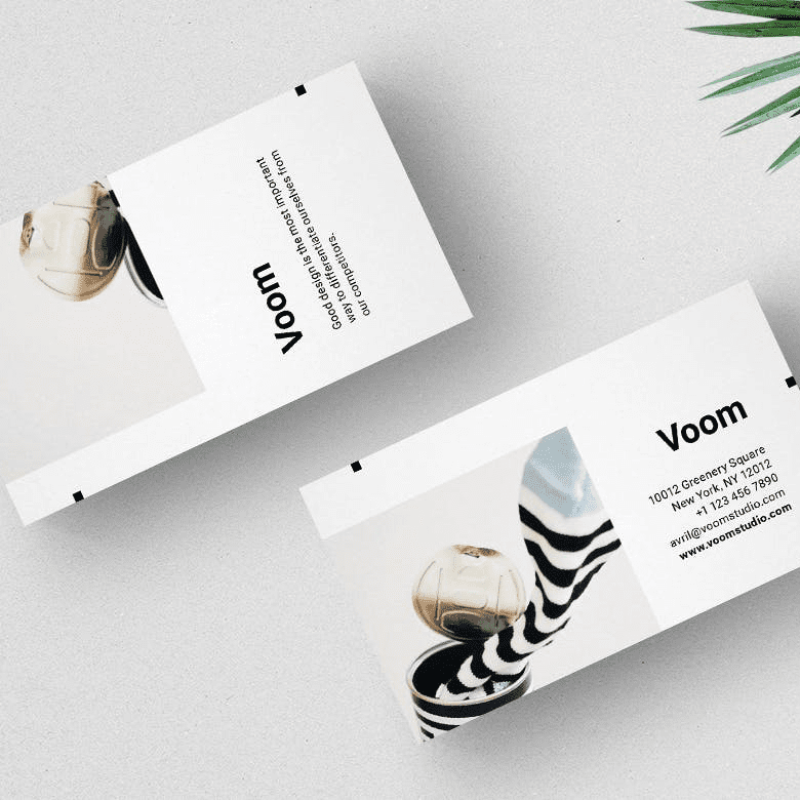 Voom
Good design is the most important
way to differentiate ourselves from
our competitors.
Voom
10012 Greenery Square
New York, NY 12012
+1 123 456 7890
avril@voomstudio.com
www.voomstudio.com